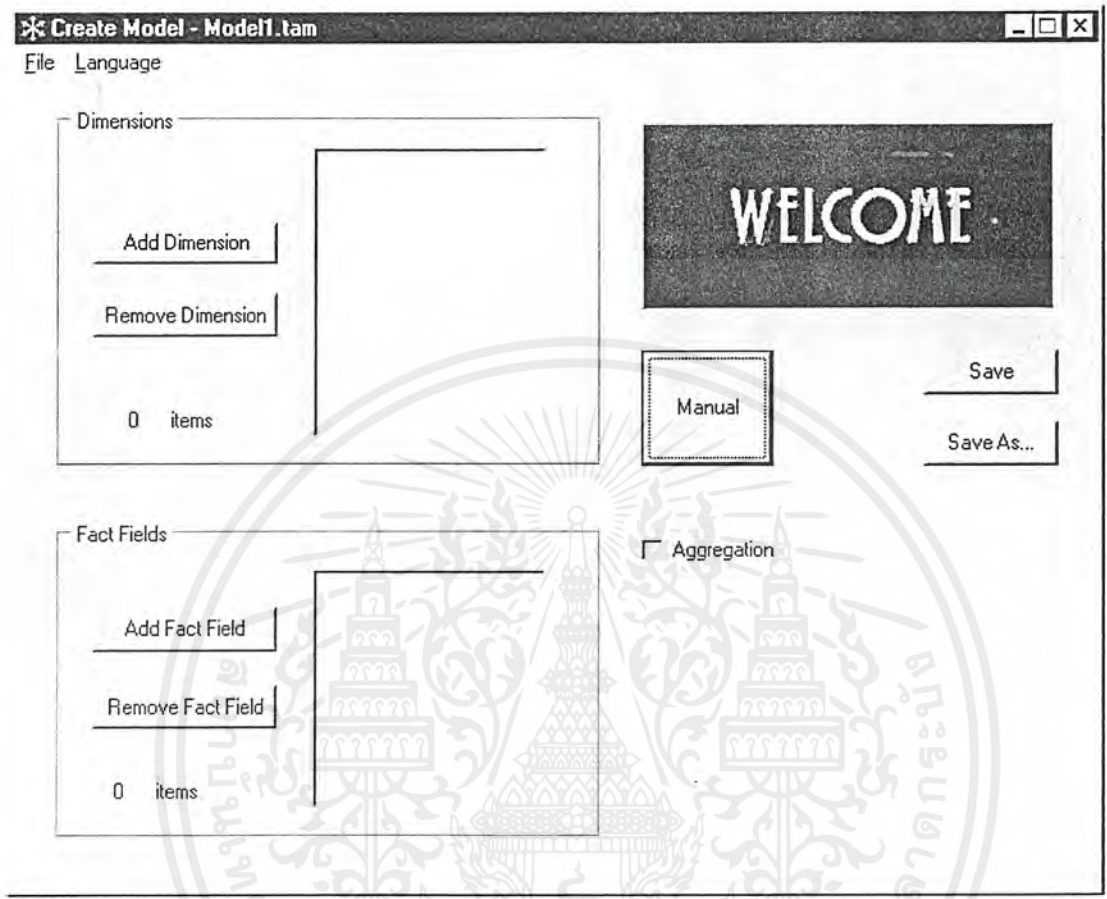 Create Model - Model1.tam
File Language
Dimensions
Add Dimension
Remove Dimension
0 items
WELCOME
Manual
Save
Save As...
Fact Fields
Add Fact Field
Remove Fact Field
0 items
Aggregation